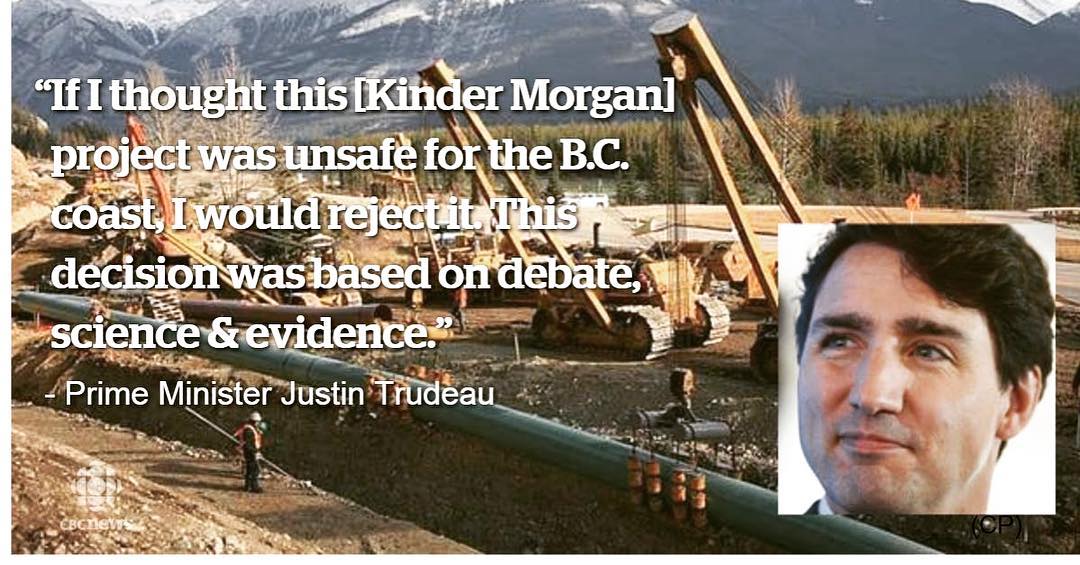 “If I thought this [Kinder Morgan]
project was unsafe for the B.C.
coast, I would reject it. This
decision was based on debate,
science & evidence.”
- Prime Minister Justin Trudeau
CBCnews
(CP)